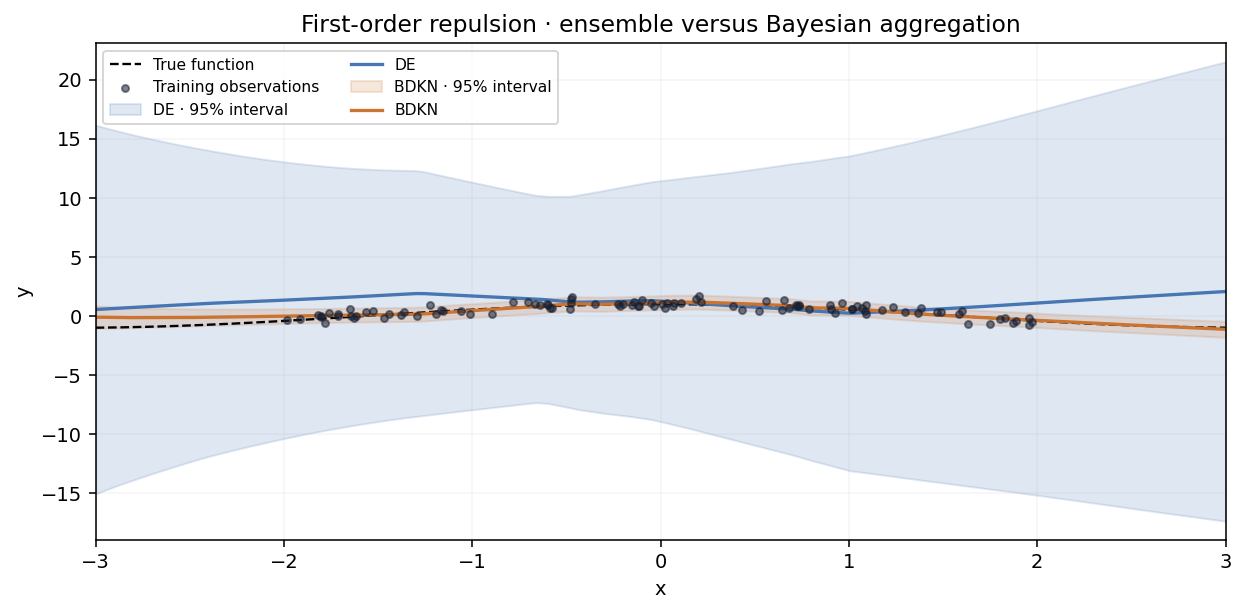 First-order repulsion · ensemble versus Bayesian aggregation
True function
Training observations
DE · 95% interval
DE
BDKN · 95% interval
BDKN
20
15
10
5
0
−5
−10
−15
y
−3
−2
−1
0
1
2
3
x